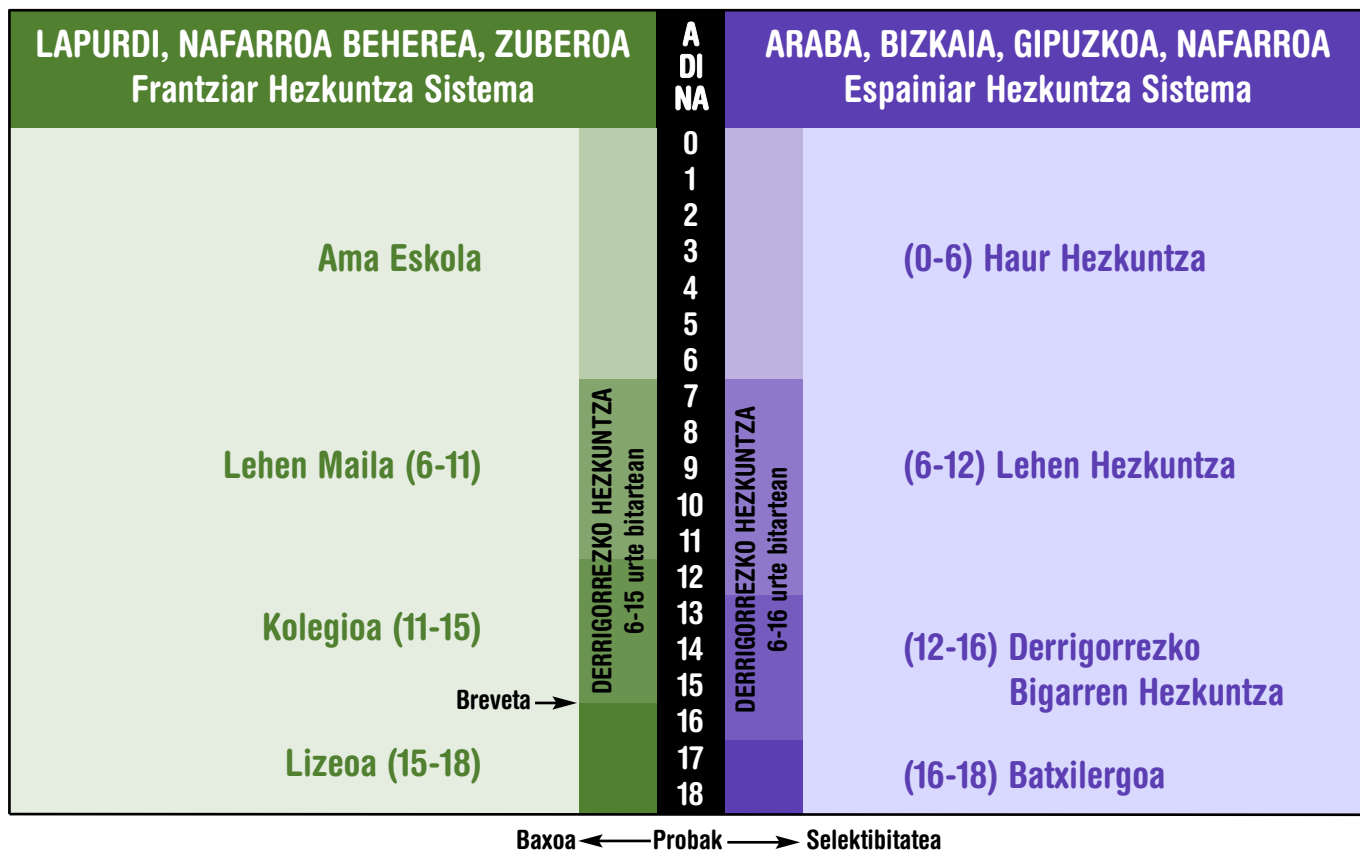 LAPURDI, NAFARROA BEHEREA, ZUBEROA
Frantziar Hezkuntza Sistema
A
DI
NA
ARABA, BIZKAIA, GIPUZKOA, NAFARROA
Espainiar Hezkuntza Sistema
Ama Eskola
Lehen Maila (6-11)
Kolegioa (11-15)
Breveta
Lizeoa (15-18)
DERRIGORREZKO HEZKUNTZA
6-15 urte bitartean
0
1
2
3
4
5
6
7
8
9
10
11
12
13
14
15
16
17
18
DERRIGORREZKO HEZKUNTZA
6-16 urte bitartean
(0-6) Haur Hezkuntza
(6-12) Lehen Hezkuntza
(12-16) Derrigorrezko
Bigarren Hezkuntza
(16-18) Batxilergoa
Baxoa Probak Selektibitatea